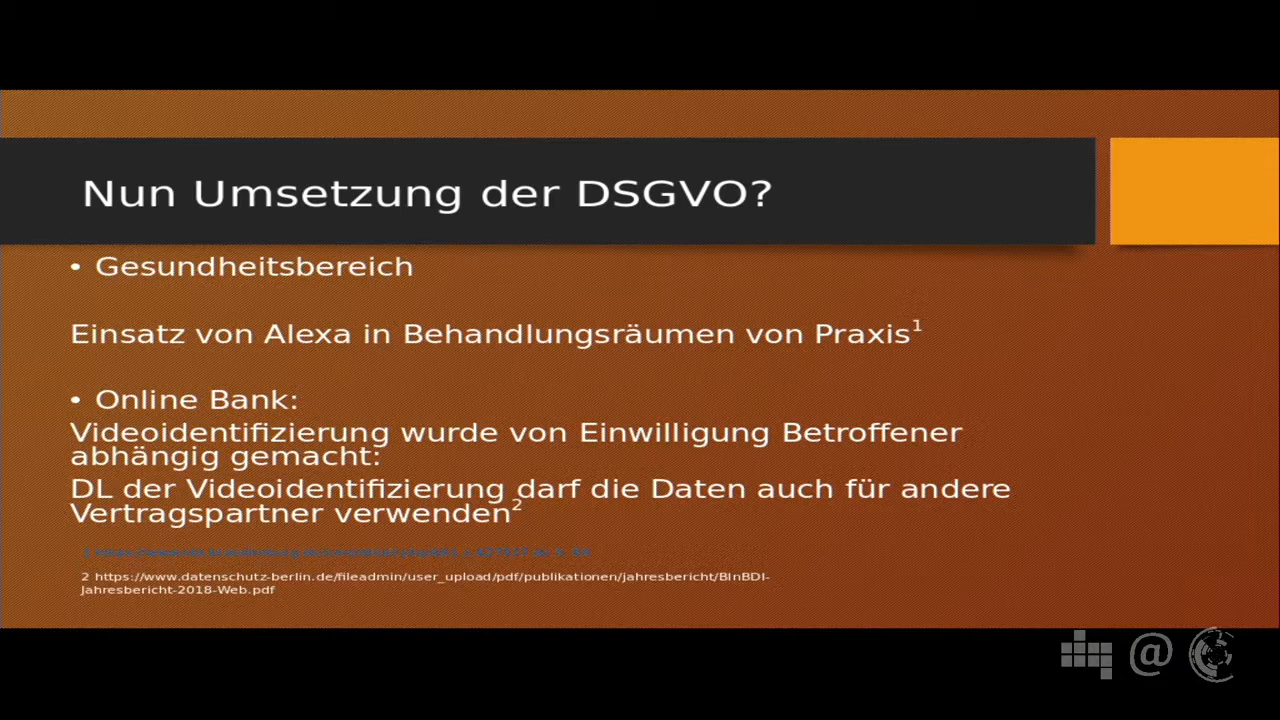 Nun Umsetzung der DSGVO?
• Gesundheitsbereich
Einsatz von Alexa in Behandlungsräumen von Praxis¹
• Online Bank:
Videoidentifizierung wurde von Einwilligung Betroffener
abhängig gemacht:
DL der Videoidentifizierung darf die Daten auch für andere
Vertragspartner verwenden²
2 https://www.datenschutz-berlin.de/fileadmin/user_upload/pdf/publikationen/jahresbericht/BlnBDI-
Jahresbericht-2018-Web.pdf
@